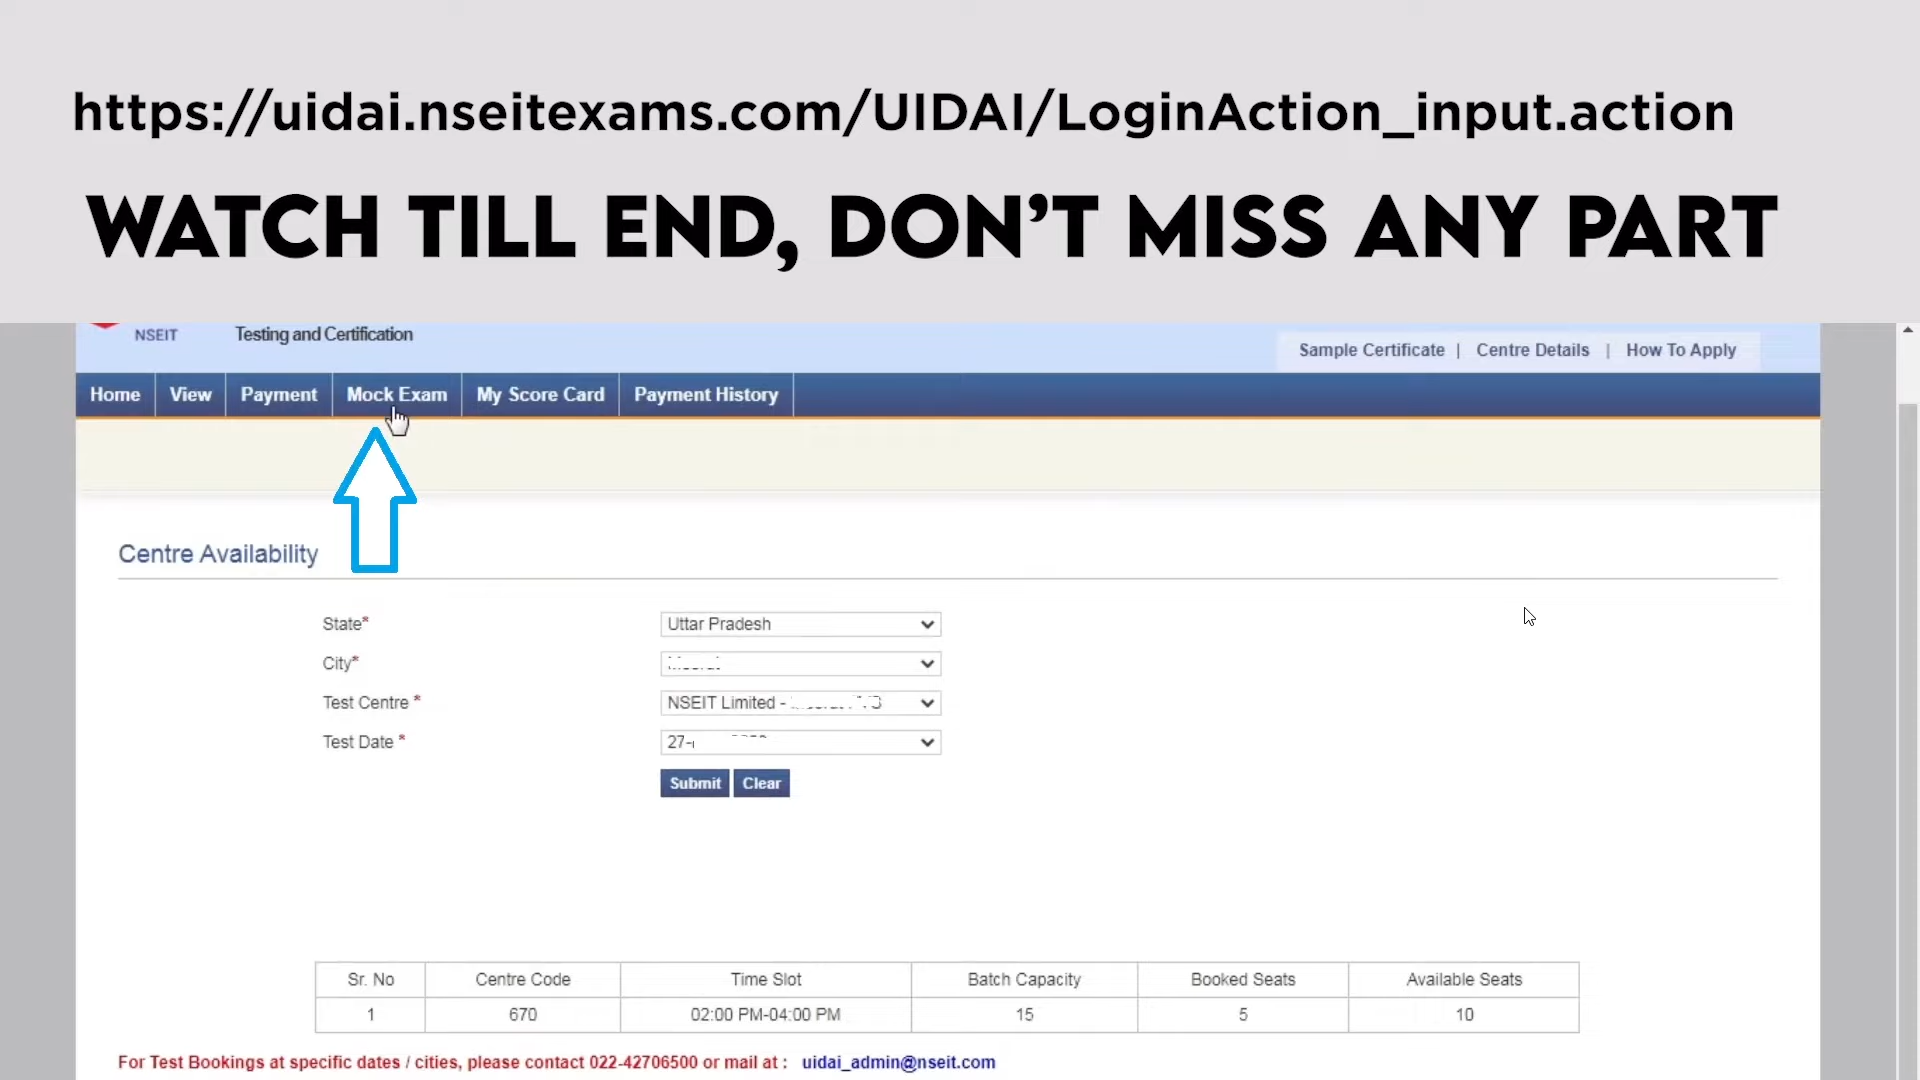 https://uidai.nseitexams.com/UIDAI/LoginAction_input.action
WATCH TILL END, DON'T MISS ANY PART
NSEIT Testing and Certification
Sample Certificate | Centre Details | How To Apply
Home View Payment Mock Exam My Score Card Payment History
Centre Availability
State* Uttar Pradesh
City*
Test Centre * NSEIT Limited -
Test Date * 27-
Submit Clear
Sr. No Centre Code Time Slot Batch Capacity Booked Seats Available Seats
1 670 02:00 PM-04:00 PM 15 5 10
For Test Bookings at specific dates / cities, please contact 022-42706500 or mail at : uidai_admin@nseit.com